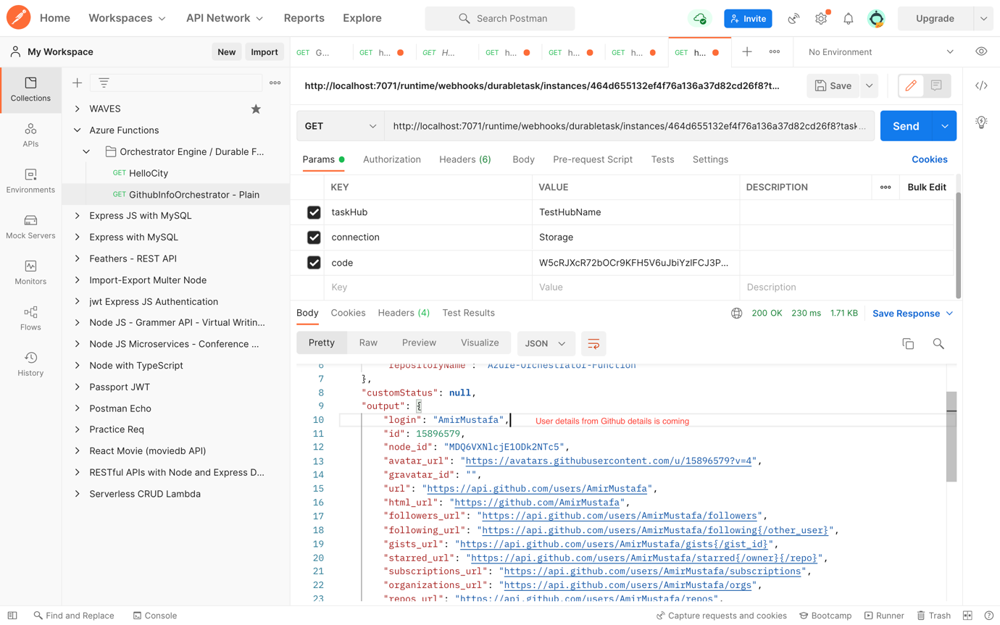 Home Workspaces API Network Reports Explore Search Postman Invite Upgrade
My Workspace New Import
GET G... GET h... GET H... GET h... GET h... GET h... GET h... No Environment
Collections
APIs
Environments
Mock Servers
Monitors
Flows
History
WAVES
Azure Functions
Orchestrator Engine / Durable F...
GET HelloCity
GET GithubInfoOrchestrator - Plain
Express JS with MySQL
Express with MySQL
Feathers - REST API
Import-Export Multer Node
jwt Express JS Authentication
Node JS - Grammer API - Virtual Writin...
Node JS Microservices - Conference ...
Node with TypeScript
Passport JWT
Postman Echo
Practice Req
React Movie (moviedb API)
RESTful APIs with Node and Express D...
Serverless CRUD Lambda
http://localhost:7071/runtime/webhooks/durabletask/instances/464d655132ef4f76a136a37d82cd26f8?t... Save
GET http://localhost:7071/runtime/webhooks/durabletask/instances/464d655132ef4f76a136a37d82cd26f8?task... Send
Params Authorization Headers (6) Body Pre-request Script Tests Settings Cookies
KEY VALUE DESCRIPTION Bulk Edit
taskHub TestHubName
connection Storage
code W5cRJXcR72bOCr9KFH5V6uJbiYzlFCJ3P...
Key Value Description
Body Cookies Headers (4) Test Results 200 OK 230 ms 1.71 KB Save Response
Pretty Raw Preview Visualize JSON
6 "repositoryName": "Azure-Orchestrator-Function"
7 },
8 "customStatus": null,
9 "output": {
10 "login": "AmirMustafa", User details from Github details is coming
11 "id": 15896579,
12 "node_id": "MDQ6VXNlcjE1ODk2NTc5",
13 "avatar_url": "https://avatars.githubusercontent.com/u/15896579?v=4",
14 "gravatar_id": "",
15 "url": "https://api.github.com/users/AmirMustafa",
16 "html_url": "https://github.com/AmirMustafa",
17 "followers_url": "https://api.github.com/users/AmirMustafa/followers",
18 "following_url": "https://api.github.com/users/AmirMustafa/following{/other_user}",
19 "gists_url": "https://api.github.com/users/AmirMustafa/gists{/gist_id}",
20 "starred_url": "https://api.github.com/users/AmirMustafa/starred{/owner}{/repo}",
21 "subscriptions_url": "https://api.github.com/users/AmirMustafa/subscriptions",
22 "organizations_url": "https://api.github.com/users/AmirMustafa/orgs",
23 "repos_url": "https://api.github.com/users/AmirMustafa/repos",
Find and Replace Console Capture requests and cookies Bootcamp Runner Trash